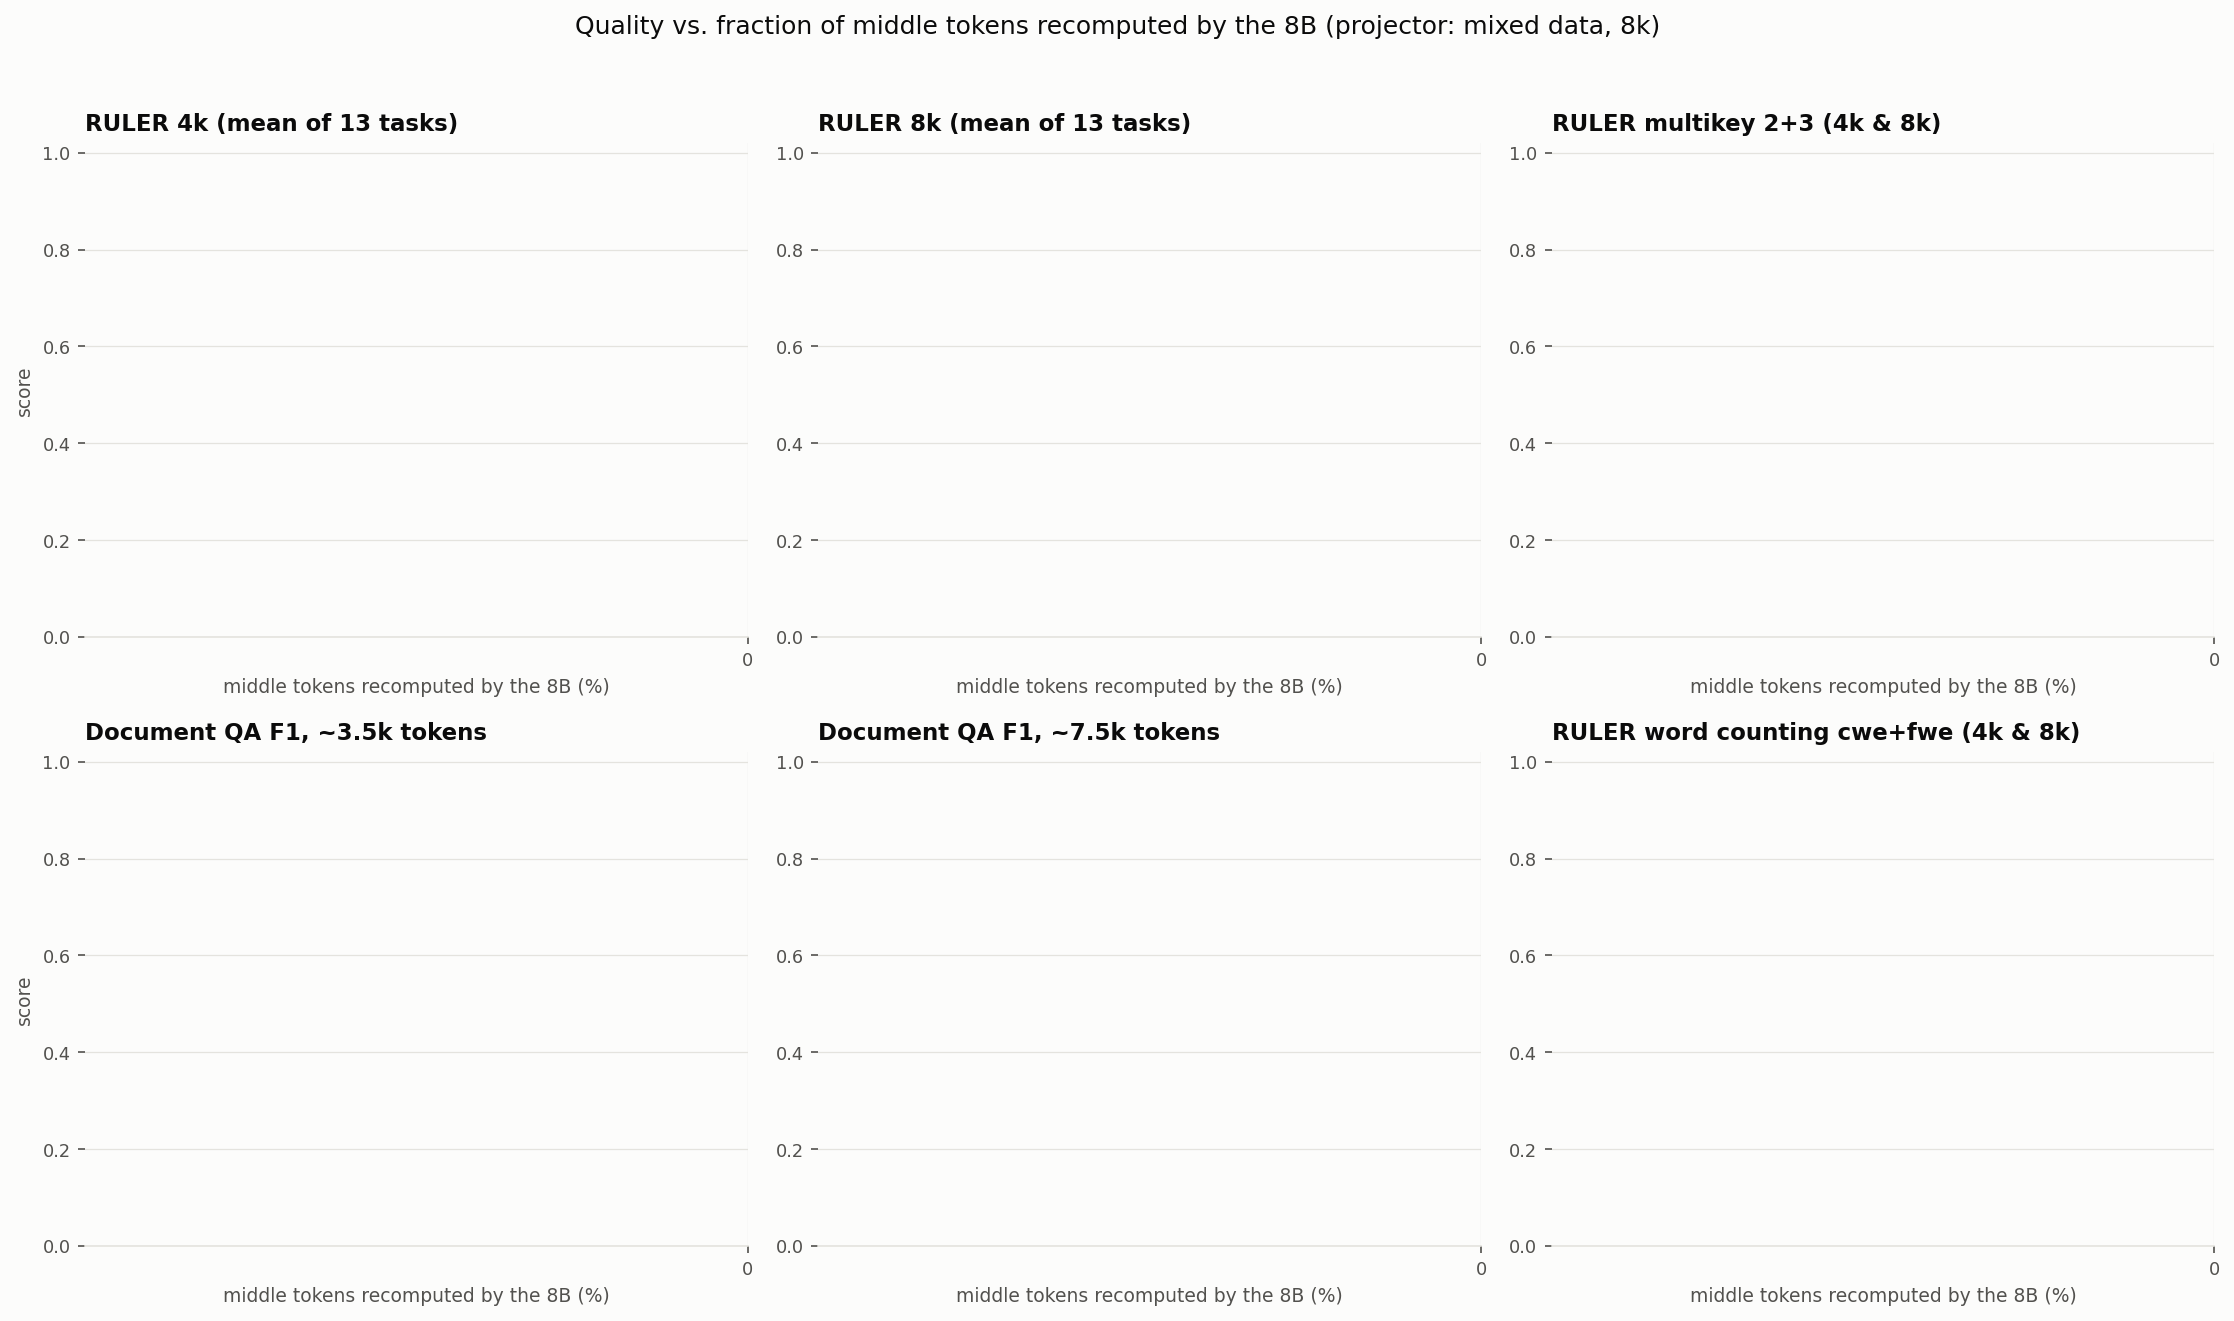 Quality vs. fraction of middle tokens recomputed by the 8B (projector: mixed data, 8k)
RULER 4k (mean of 13 tasks)
1.0
0.8
0.6
0.4
0.2
0.0
score
0
middle tokens recomputed by the 8B (%)
RULER 8k (mean of 13 tasks)
1.0
0.8
0.6
0.4
0.2
0.0
0
middle tokens recomputed by the 8B (%)
RULER multikey 2+3 (4k & 8k)
1.0
0.8
0.6
0.4
0.2
0.0
0
middle tokens recomputed by the 8B (%)
Document QA F1, ~3.5k tokens
1.0
0.8
0.6
0.4
0.2
0.0
score
0
middle tokens recomputed by the 8B (%)
Document QA F1, ~7.5k tokens
1.0
0.8
0.6
0.4
0.2
0.0
0
middle tokens recomputed by the 8B (%)
RULER word counting cwe+fwe (4k & 8k)
1.0
0.8
0.6
0.4
0.2
0.0
0
middle tokens recomputed by the 8B (%)